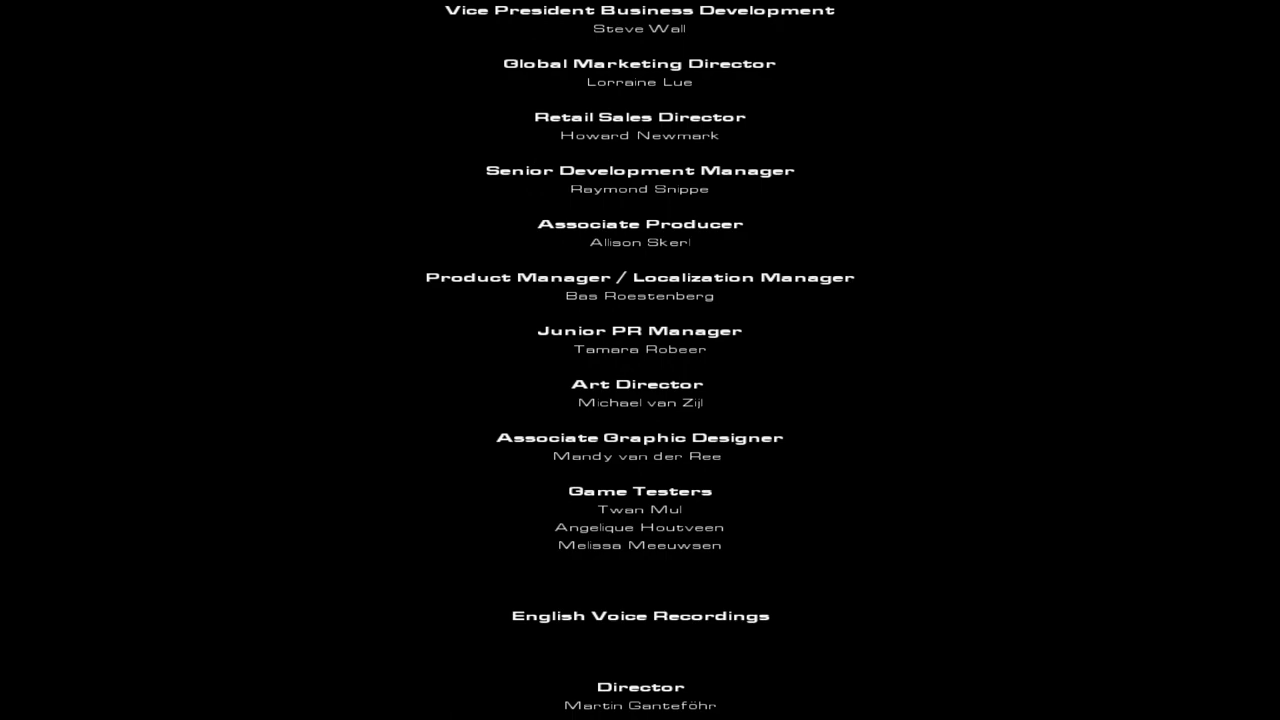 Vice President Business Development
Steve Wall
Global Marketing Director
Lorraine Lue
Retail Sales Director
Howard Newmark
Senior Development Manager
Raymond Snippe
Associate Producer
Allison Skerl
Product Manager / Localization Manager
Bas Roestenberg
Junior PR Manager
Tamara Robeer
Art Director
Michael van Zijl
Associate Graphic Designer
Mandy van der Ree
Game Testers
Twan Mul
Angelique Houtveen
Melissa Meeuwsen
English Voice Recordings
Director
Martin Ganteföhr